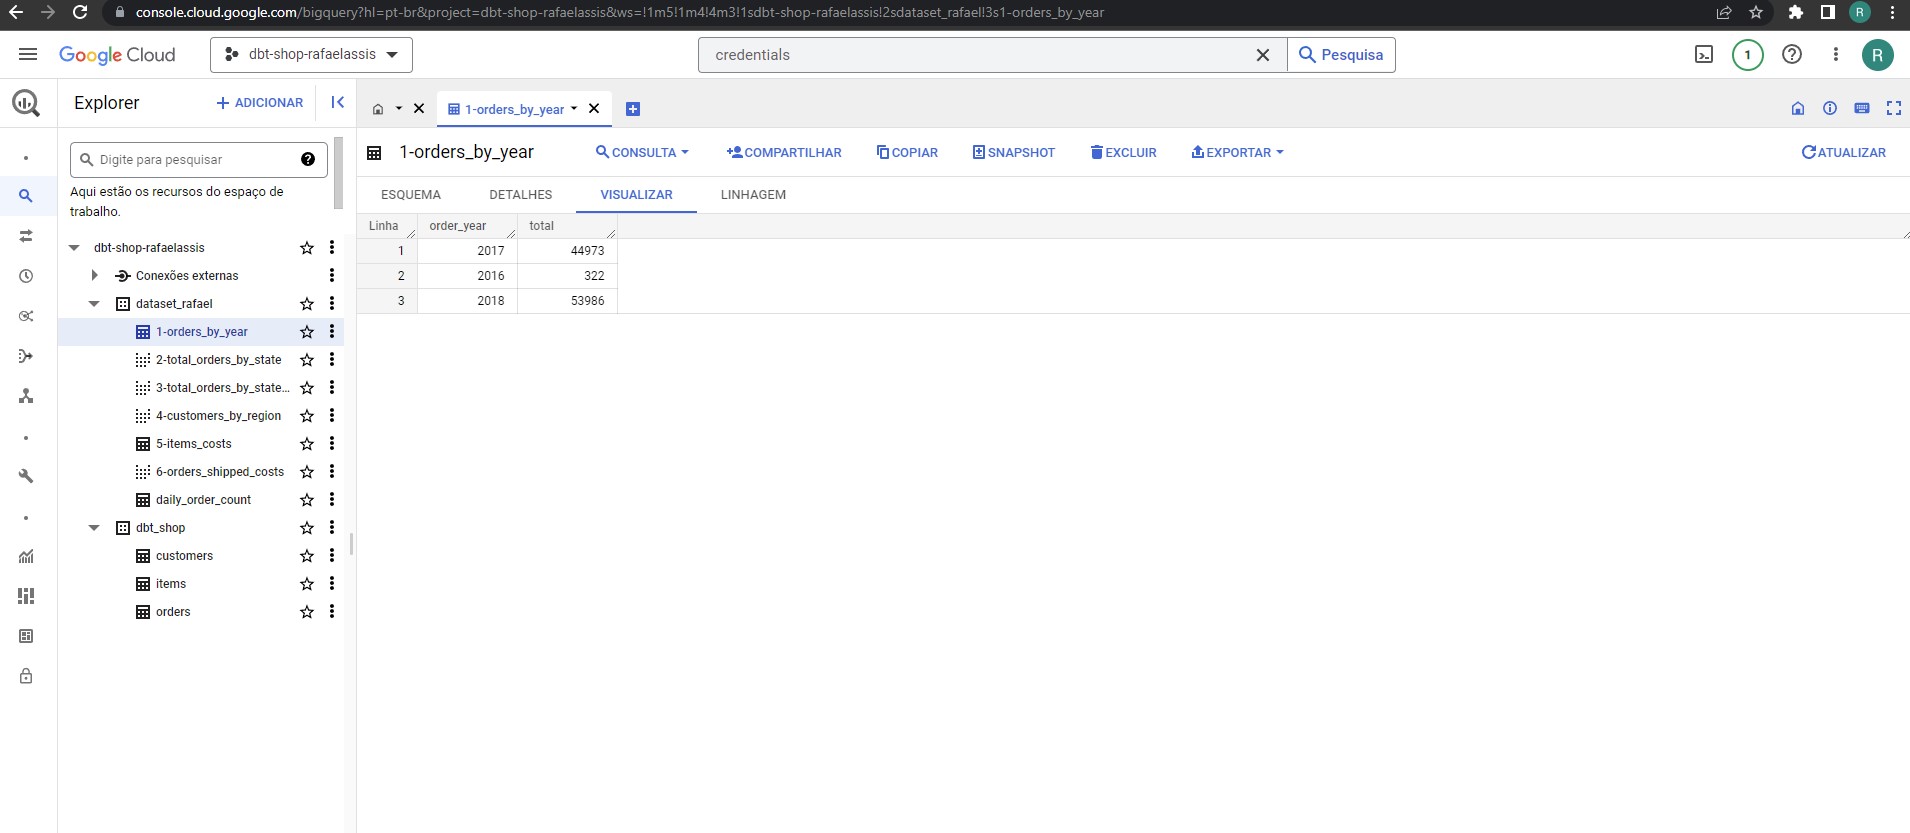 console.cloud.google.com/bigquery?hl=pt-br&project=dbt-shop-rafaelassis&ws=!1m5!1m4!4m3!1sdbt-shop-rafaelassis!2sdataset_rafael!3s1-orders_by_year
R
Google Cloud
dbt-shop-rafaelassis
credentials
Pesquisa
1
R
Explorer
ADICIONAR
1-orders_by_year
Digite para pesquisar
Aqui estão os recursos do espaço de
trabalho.
dbt-shop-rafaelassis
Conexões externas
dataset_rafael
1-orders_by_year
2-total_orders_by_state
3-total_orders_by_state...
4-customers_by_region
5-items_costs
6-orders_shipped_costs
daily_order_count
dbt_shop
customers
items
orders
1-orders_by_year
CONSULTA
COMPARTILHAR
COPIAR
SNAPSHOT
EXCLUIR
EXPORTAR
ATUALIZAR
ESQUEMA DETALHES VISUALIZAR LINHAGEM
Linha order_year total
1 2017 44973
2 2016 322
3 2018 53986